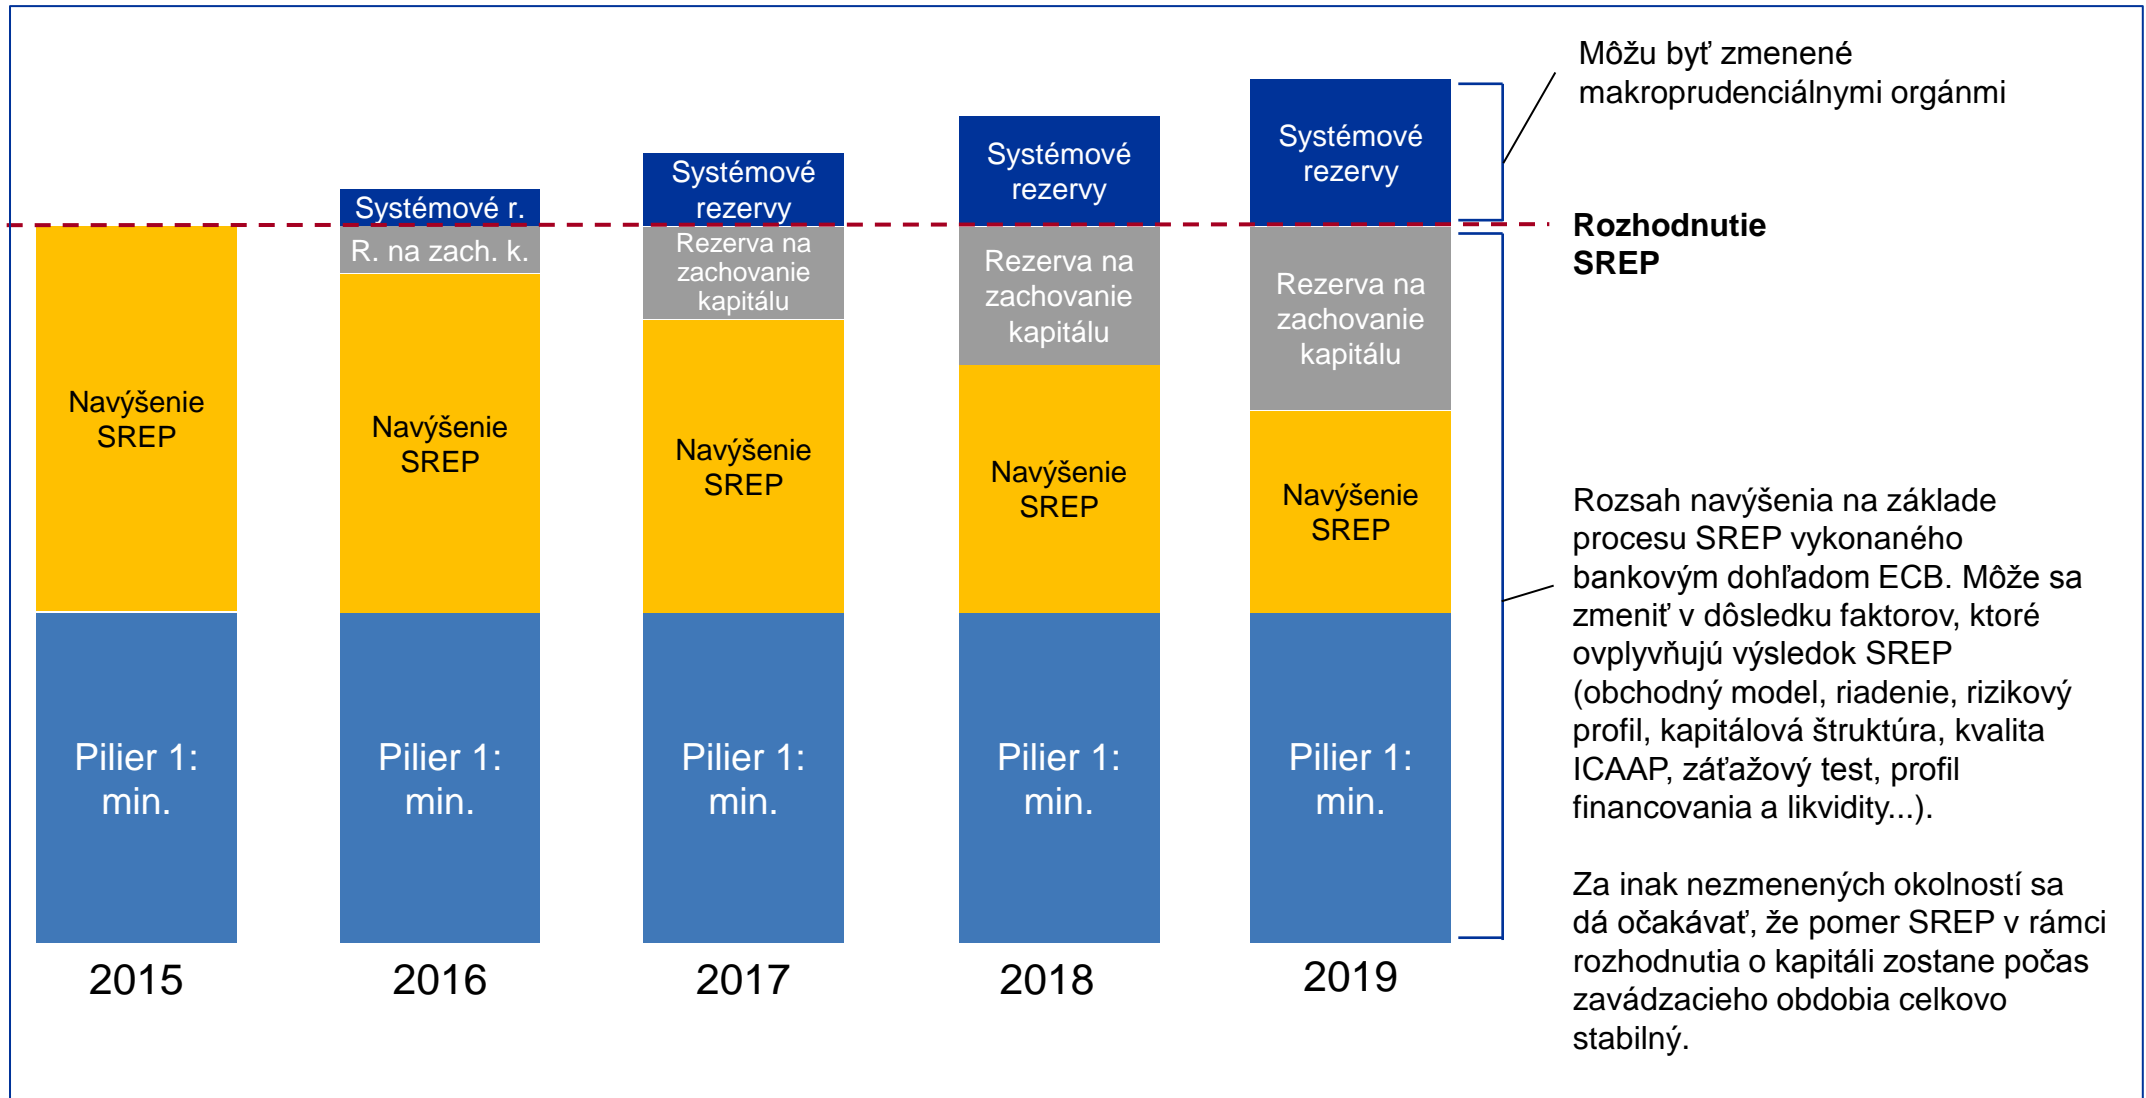 Navýšenie
SREP
Pilier 1:
min.
2015
Systémové r.
R. na zach. k.
Navýšenie
SREP
Pilier 1:
min.
2016
Systémové
rezervy
Rezerva na
zachovanie
kapitálu
Navýšenie
SREP
Pilier 1:
min.
2017
Systémové
rezervy
Rezerva na
zachovanie
kapitálu
Navýšenie
SREP
Pilier 1:
min.
2018
Systémové
rezervy
Rezerva na
zachovanie
kapitálu
Navýšenie
SREP
Pilier 1:
min.
2019
Môžu byť zmenené
makroprudenciálnymi orgánmi
Rozhodnutie
SREP
Rozsah navýšenia na základe
procesu SREP vykonaného
bankovým dohľadom ECB. Môže sa
zmeniť v dôsledku faktorov, ktoré
ovplyvňujú výsledok SREP
(obchodný model, riadenie, rizikový
profil, kapitálová štruktúra, kvalita
ICAAP, záťažový test, profil
financovania a likvidity...).
Za inak nezmenených okolností sa
dá očakávať, že pomer SREP v rámci
rozhodnutia o kapitáli zostane počas
zavádzacieho obdobia celkovo
stabilný.